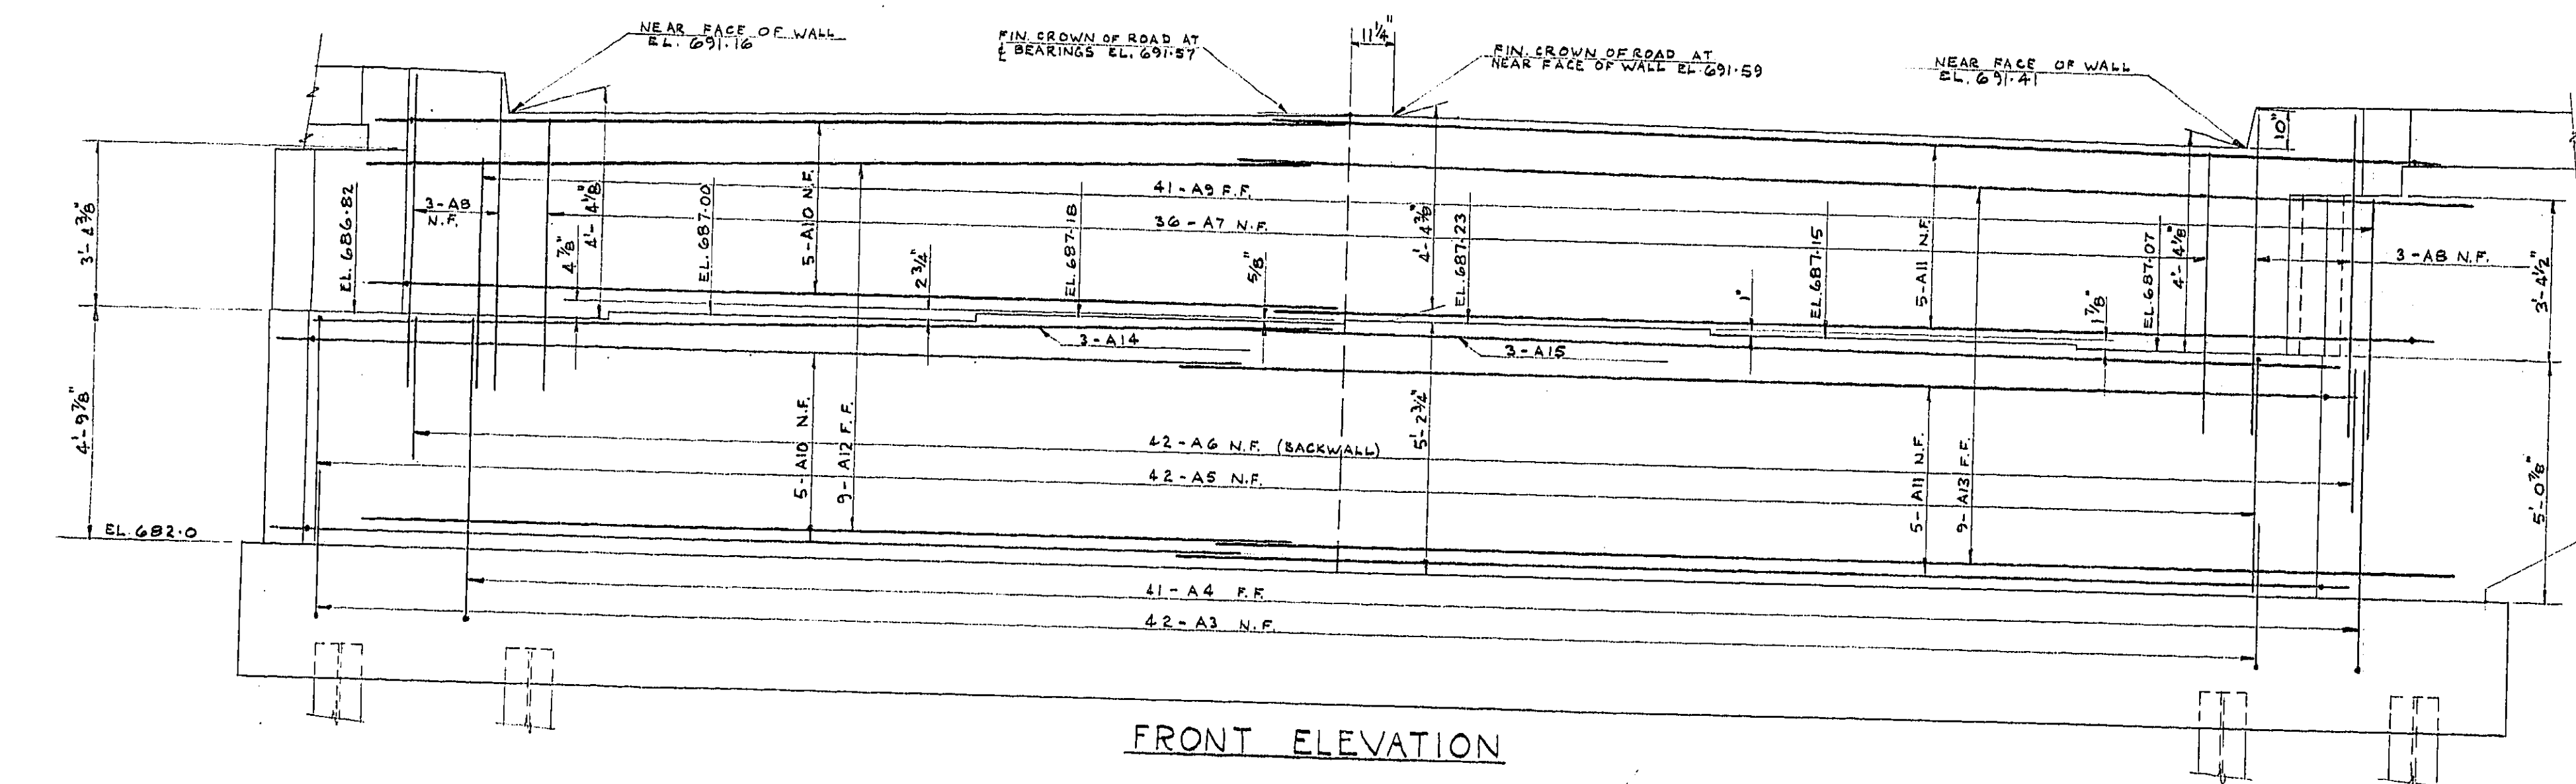 NEAR FACE OF WALL
EL. 691.16
FIN. CROWN OF ROAD AT
℄ BEARINGS EL. 691.57
11¼"
FIN. CROWN OF ROAD AT
NEAR FACE OF WALL EL. 691.59
NEAR FACE OF WALL
EL. 691.41
10"
3'-4⅜"
EL. 686.82
3-A8
N.F.
4⅞"
4'-4⅛"
EL. 687.00
5-A10 N.F.
2¾"
41-A9 F.F.
36-A7 N.F.
EL. 687.18
⅝"
4'-4⅜"
EL. 687.23
1"
EL. 687.15
5-A11 N.F.
1⅞"
EL. 687.07
4'-4⅛"
3-A8 N.F.
3'-4½"
3-A14
3-A15
4'-9⅞"
5-A10 N.F.
9-A12 F.F.
42-A6 N.F. (BACKWALL)
42-A5 N.F.
5'-2¾"
5-A11 N.F.
9-A13 F.F.
5'-0⅞"
EL. 682.0
41-A4 F.F.
42-A3 N.F.
FRONT ELEVATION